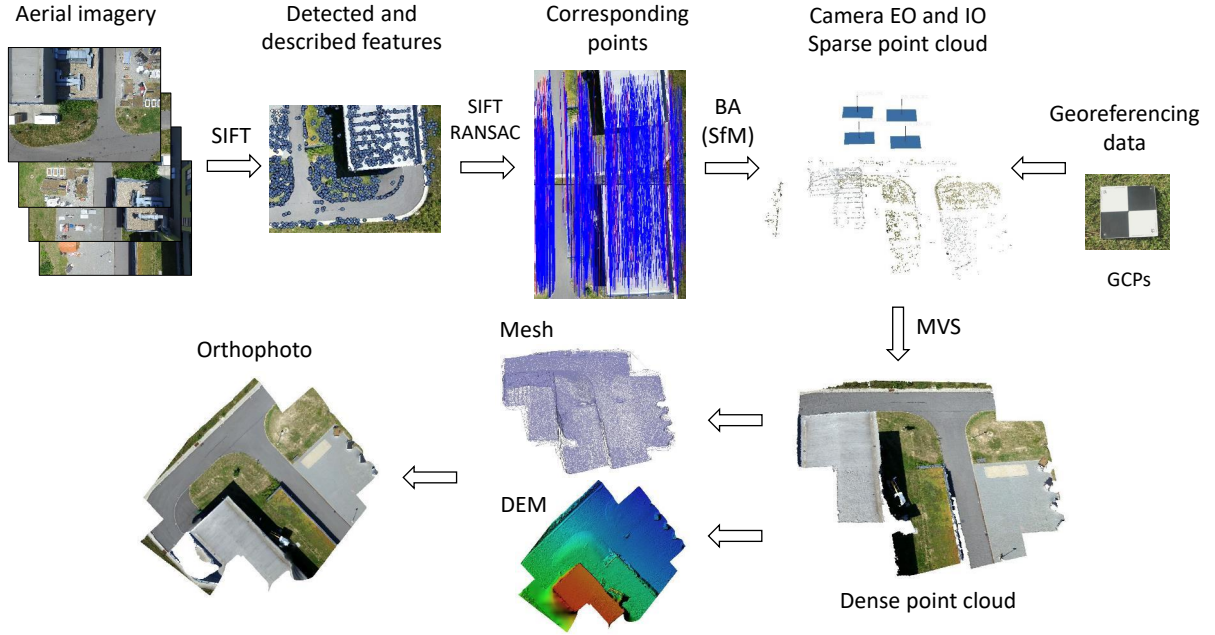 Aerial imagery
Detected and
described features
Corresponding
points
Camera EO and IO
Sparse point cloud
SIFT
SIFT
RANSAC
BA
(SfM)
Georeferencing
data
GCPs
MVS
Mesh
Orthophoto
DEM
Dense point cloud